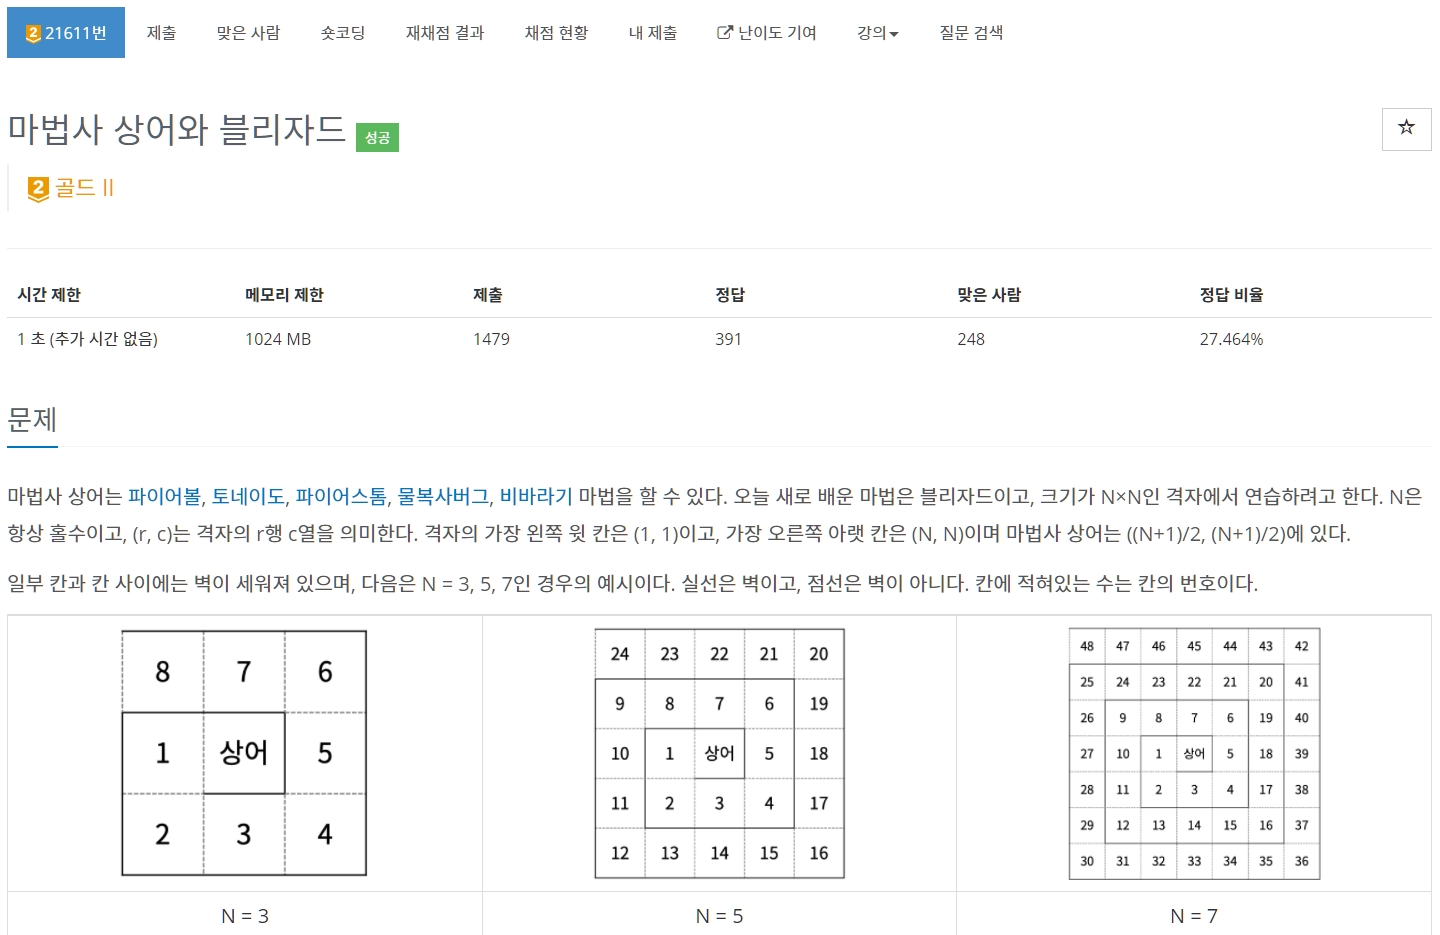 2 21611번 제출 맞은 사람 숏코딩 재채점 결과 채점 현황 내 제출 난이도 기여 강의 질문 검색
마법사 상어와 블리자드 성공
2 골드 II
시간 제한 메모리 제한 제출 정답 맞은 사람 정답 비율
1 초 (추가 시간 없음) 1024 MB 1479 391 248 27.464%
문제
마법사 상어는 파이어볼, 토네이도, 파이어스톰, 물복사버그, 비바라기 마법을 할 수 있다. 오늘 새로 배운 마법은 블리자드이고, 크기가 N×N인 격자에서 연습하려고 한다. N은
항상 홀수이고, (r, c)는 격자의 r행 c열을 의미한다. 격자의 가장 왼쪽 윗 칸은 (1, 1)이고, 가장 오른쪽 아랫 칸은 (N, N)이며 마법사 상어는 ((N+1)/2, (N+1)/2)에 있다.
일부 칸과 칸 사이에는 벽이 세워져 있으며, 다음은 N = 3, 5, 7인 경우의 예시이다. 실선은 벽이고, 점선은 벽이 아니다. 칸에 적혀있는 수는 칸의 번호이다.
8 7 6
1 상어 5
2 3 4
24 23 22 21 20
9 8 7 6 19
10 1 상어 5 18
11 2 3 4 17
12 13 14 15 16
48 47 46 45 44 43 42
25 24 23 22 21 20 41
26 9 8 7 6 19 40
27 10 1 상어 5 18 39
28 11 2 3 4 17 38
29 12 13 14 15 16 37
30 31 32 33 34 35 36
N = 3 N = 5 N = 7